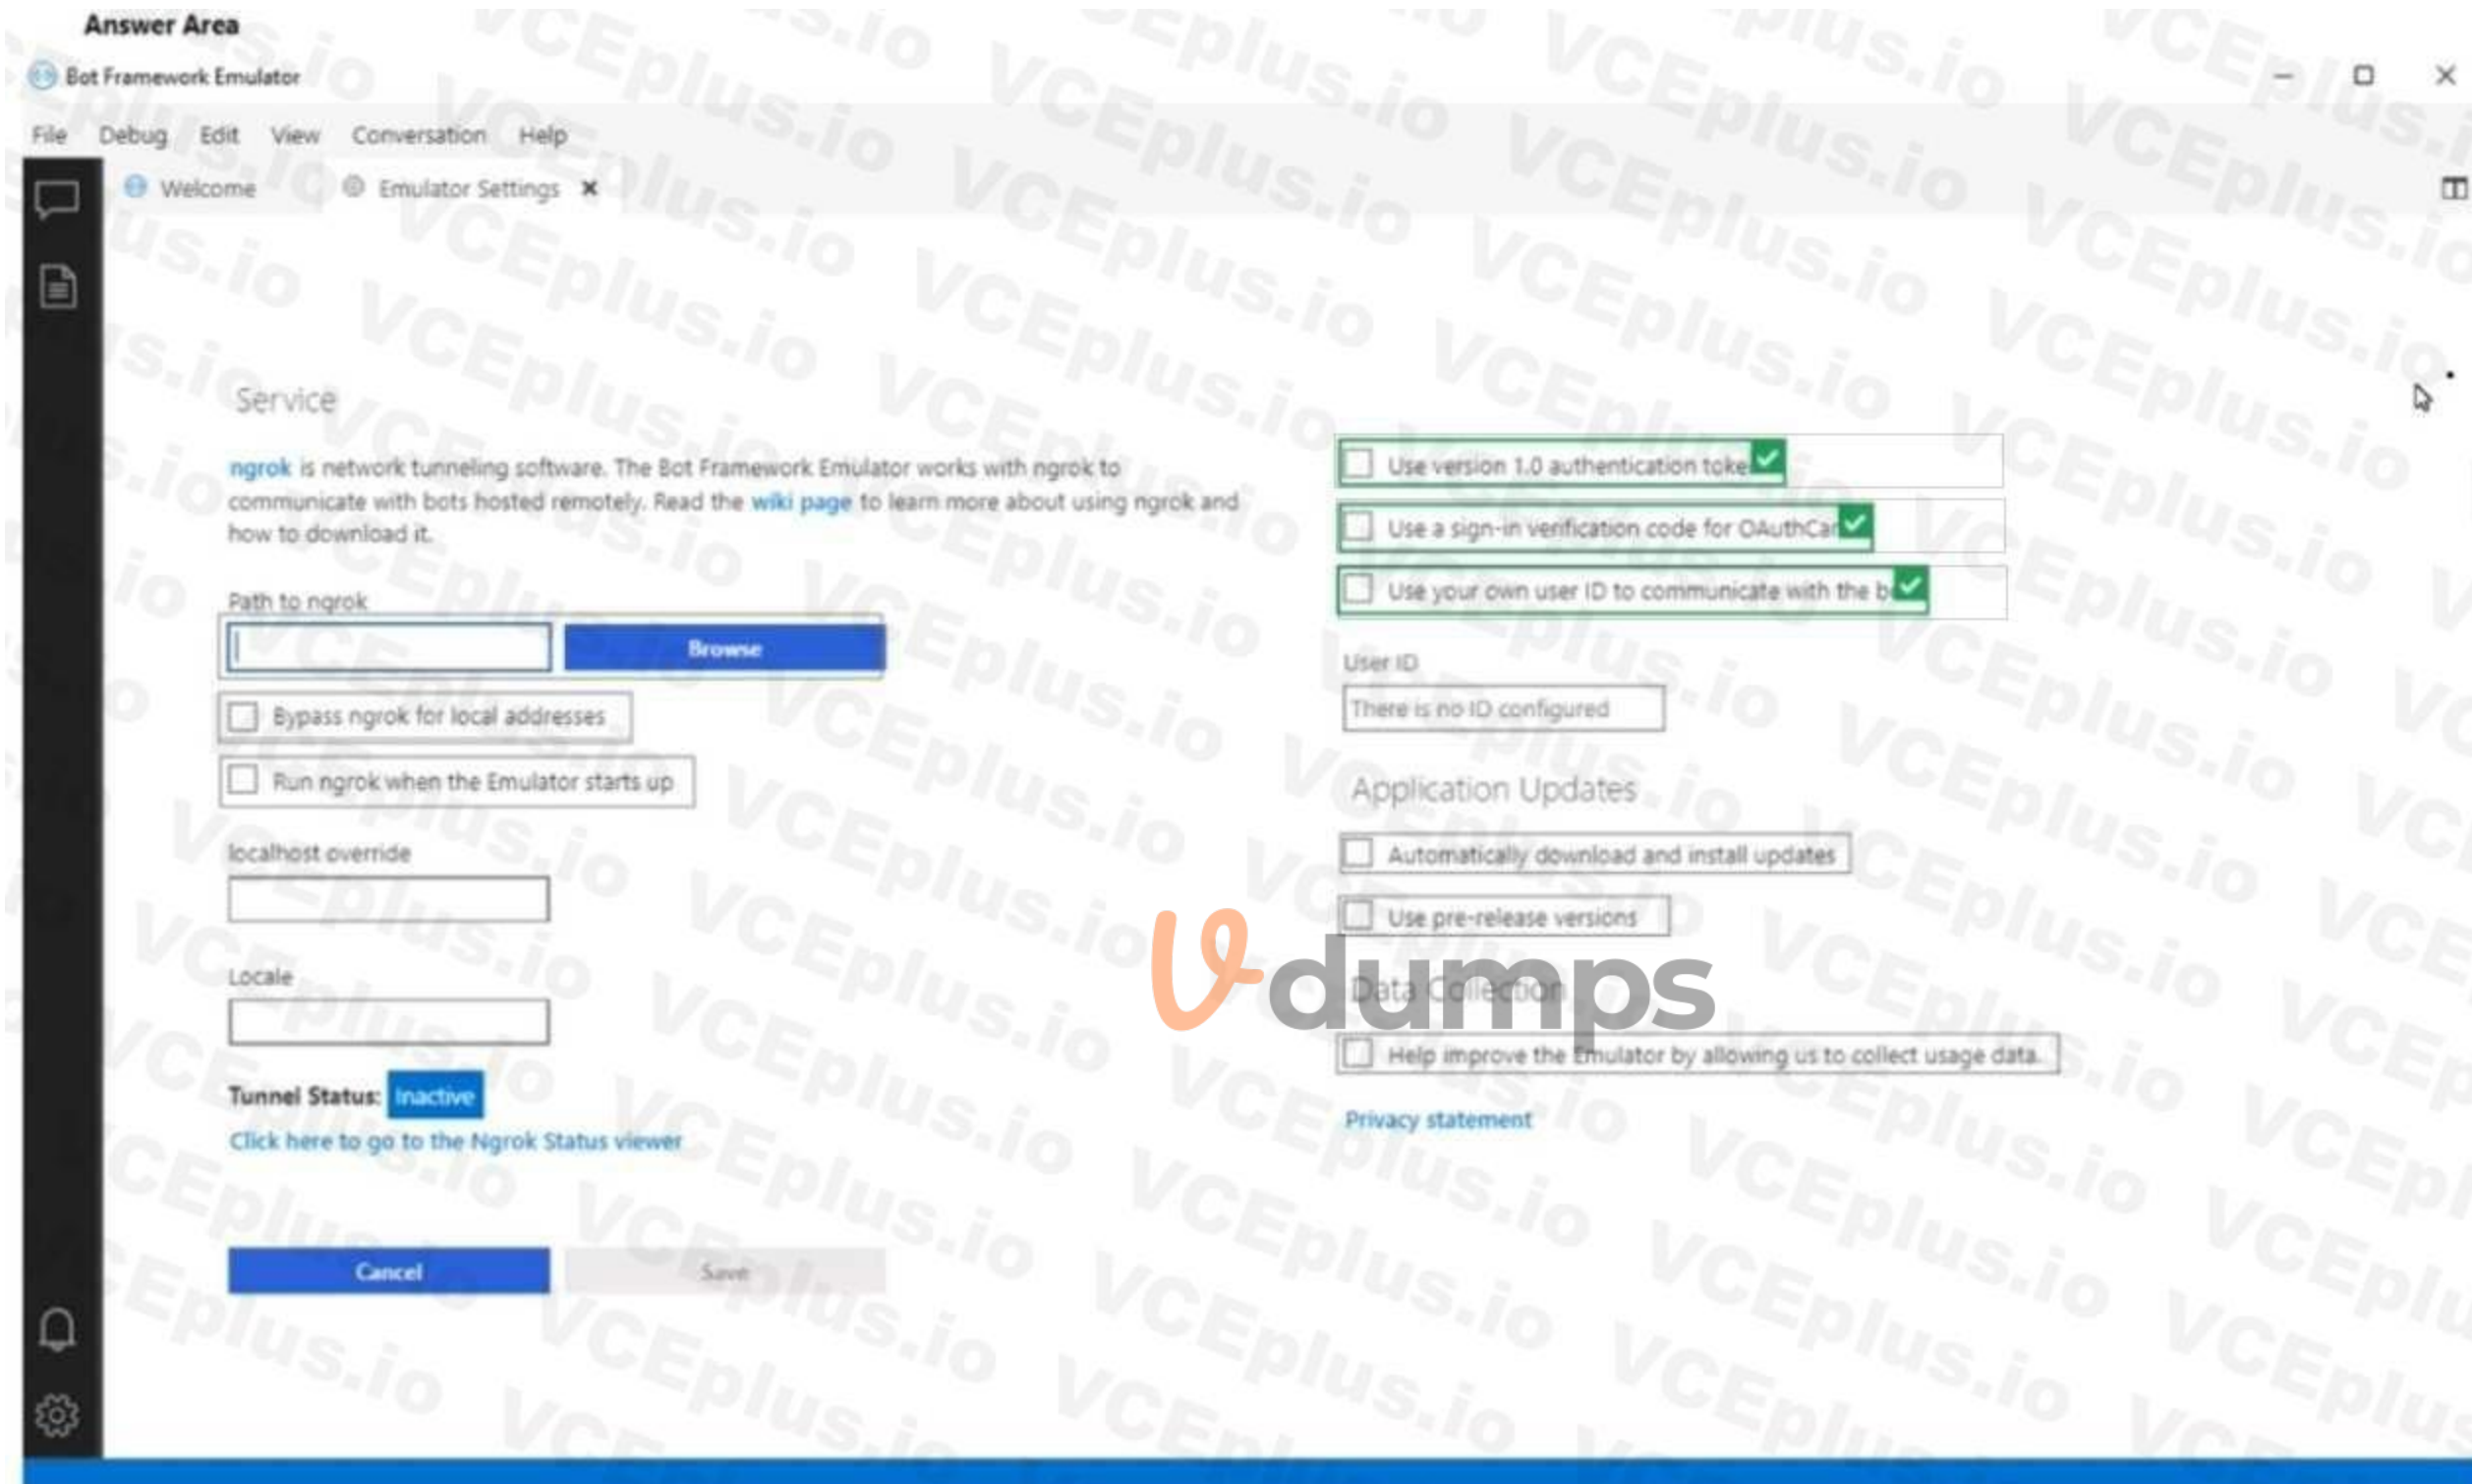 Answer Area
Bot Framework Emulator
File Debug Edit View Conversation Help
Welcome Emulator Settings
Service
ngrok is network tunneling software. The Bot Framework Emulator works with ngrok to
communicate with bots hosted remotely. Read the wiki page to learn more about using ngrok and
how to download it.
Path to ngrok
Browse
Bypass ngrok for local addresses
Run ngrok when the Emulator starts up
localhost override
Locale
Tunnel Status: Inactive
Click here to go to the Ngrok Status viewer
Cancel Save
Use version 1.0 authentication toke
Use a sign-in verification code for OAuthCar
Use your own user ID to communicate with the b
User ID
There is no ID configured
Application Updates
Automatically download and install updates
Use pre-release versions
Data Collection
Help improve the Emulator by allowing us to collect usage data.
Privacy statement
Vdumps
VCEplus.io